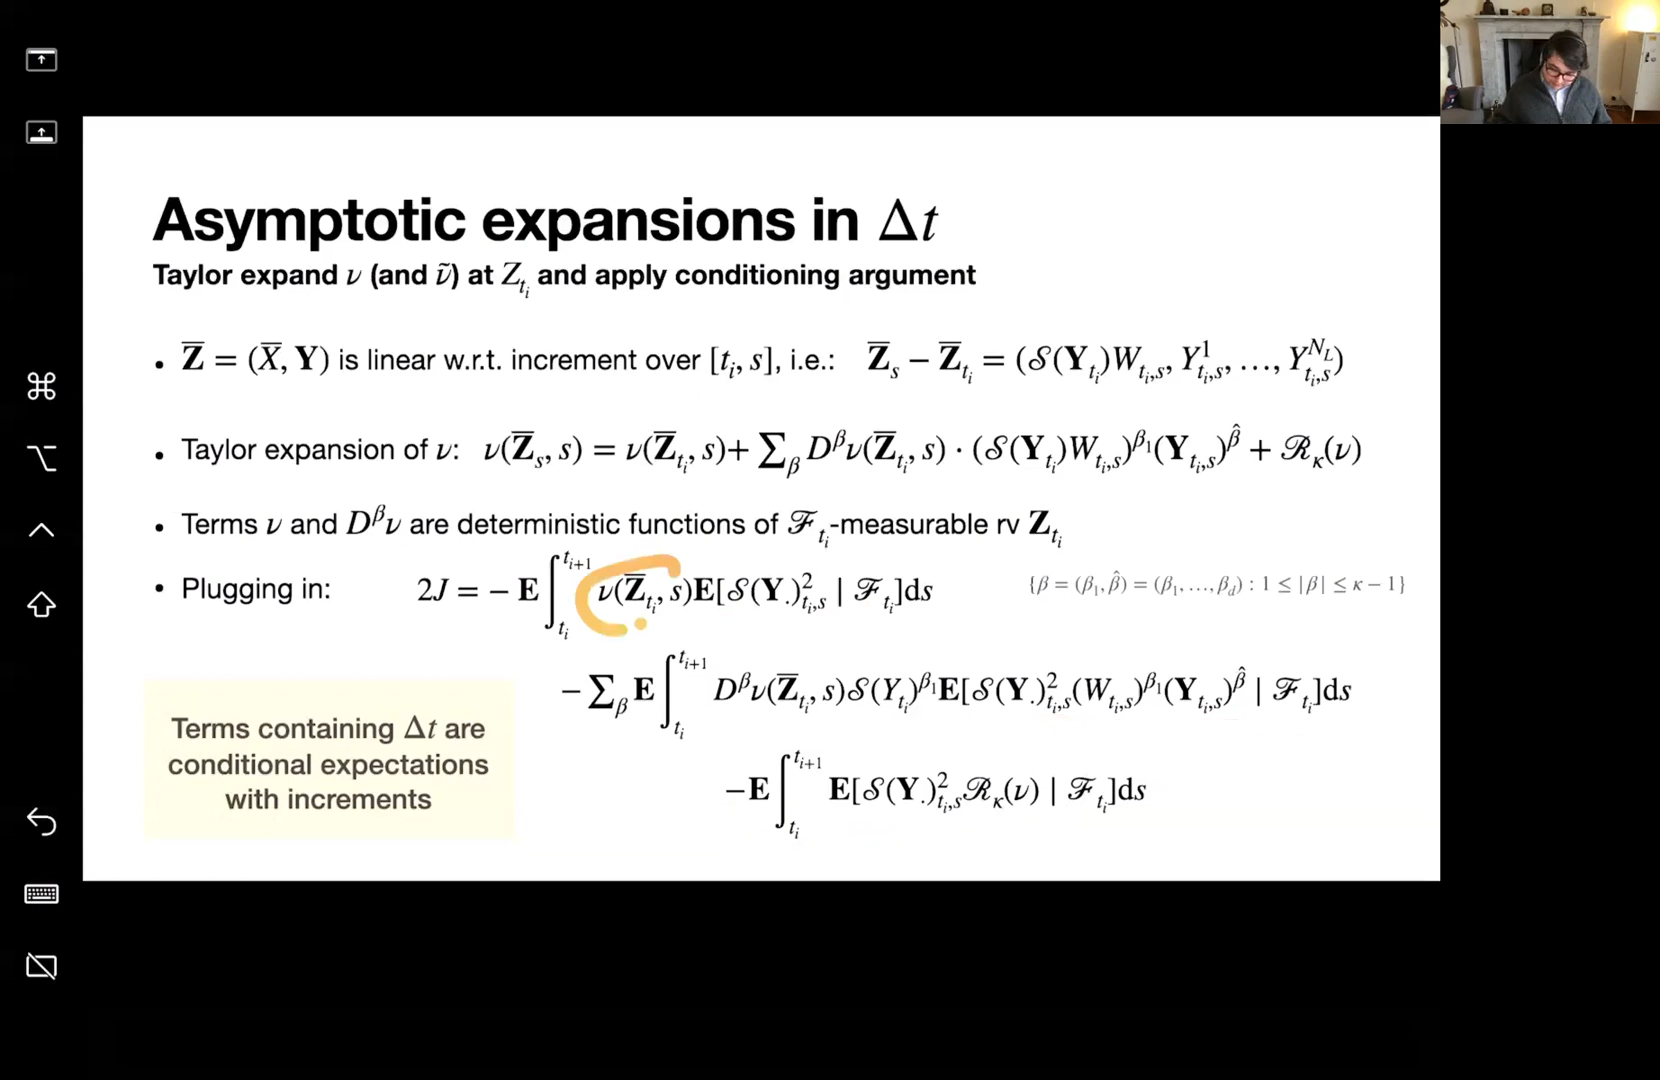 Asymptotic expansions in Δt
Taylor expand ν (and ν̃) at Z_{t_i} and apply conditioning argument
• Z̅ = (X̅, Y) is linear w.r.t. increment over [t_i, s], i.e.: Z̅_s − Z̅_{t_i} = (𝒮(Y_{t_i})W_{t_i,s}, Y^1_{t_i,s}, …, Y^{N_L}_{t_i,s})
• Taylor expansion of ν: ν(Z̅_s, s) = ν(Z̅_{t_i}, s)+ ∑_β D^βν(Z̅_{t_i}, s) · (𝒮(Y_{t_i})W_{t_i,s})^{β_1}(Y_{t_i,s})^{β̂} + ℛ_κ(ν)
• Terms ν and D^βν are deterministic functions of ℱ_{t_i}-measurable rv Z_{t_i}
• Plugging in: 2J = − E∫_{t_i}^{t_{i+1}} ν(Z̅_{t_i}, s)E[𝒮(Y.)^2_{t_i,s} | ℱ_{t_i}]ds {β = (β_1, β̂) = (β_1, …, β_d) : 1 ≤ |β| ≤ κ − 1}
− ∑_β E∫_{t_i}^{t_{i+1}} D^βν(Z̅_{t_i}, s)𝒮(Y_{t_i})^{β_1}E[𝒮(Y.)^2_{t_i,s}(W_{t_i,s})^{β_1}(Y_{t_i,s})^{β̂} | ℱ_{t_i}]ds
−E∫_{t_i}^{t_{i+1}} E[𝒮(Y.)^2_{t_i,s}ℛ_κ(ν) | ℱ_{t_i}]ds
Terms containing Δt are
conditional expectations
with increments